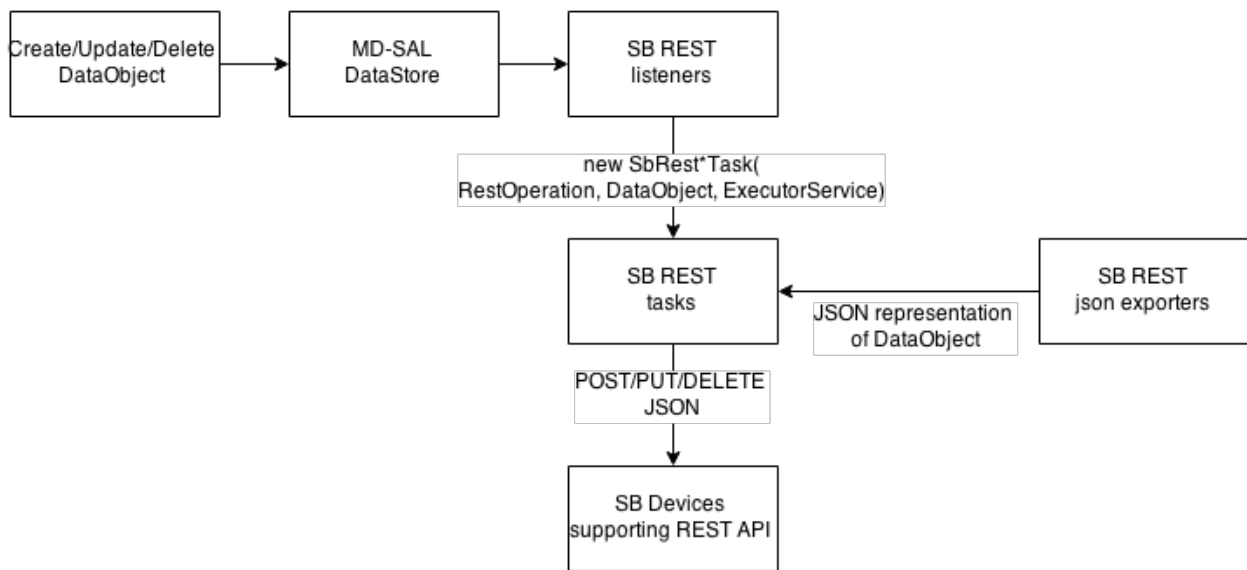 Create/Update/Delete
DataObject
MD-SAL
DataStore
SB REST
listeners
new SbRest*Task(
RestOperation, DataObject, ExecutorService)
SB REST
tasks
SB REST
json exporters
JSON representation
of DataObject
POST/PUT/DELETE
JSON
SB Devices
supporting REST API